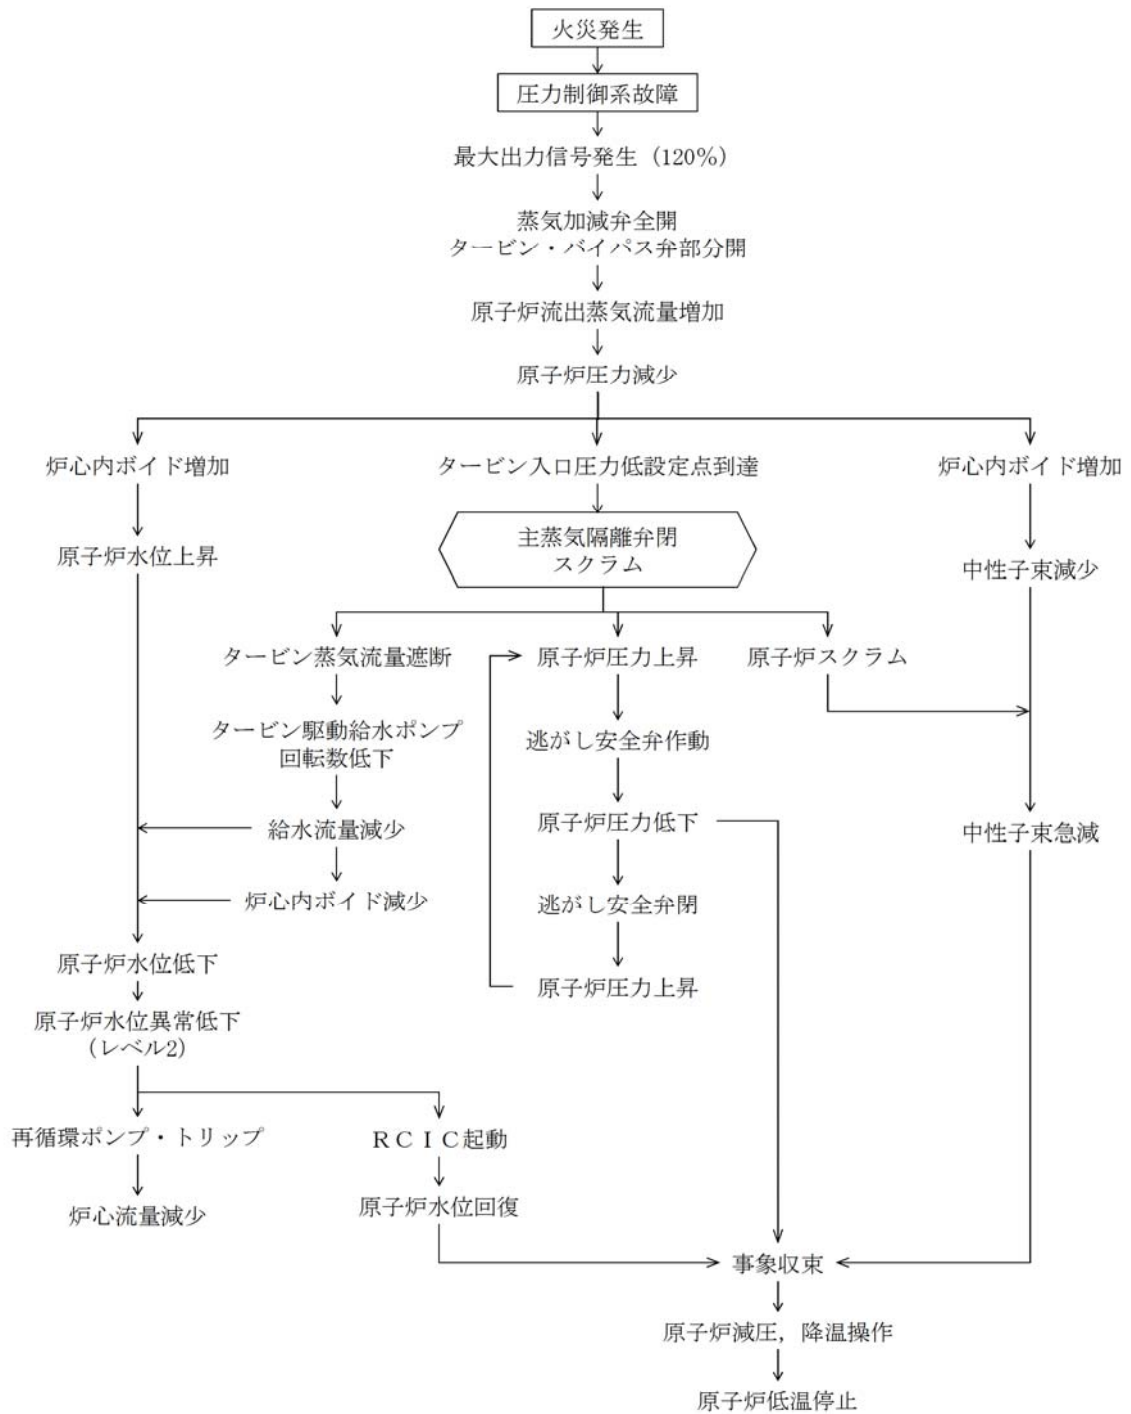 火災発生
圧力制御系故障
最大出力信号発生（120％）
蒸気加減弁全開
タービン・バイパス弁部分開
原子炉流出蒸気流量増加
原子炉圧力減少
炉心内ボイド増加
タービン入口圧力低設定点到達
炉心内ボイド増加
主蒸気隔離弁閉
スクラム
原子炉水位上昇
中性子束減少
タービン蒸気流量遮断
原子炉圧力上昇
原子炉スクラム
タービン駆動給水ポンプ
回転数低下
逃がし安全弁作動
給水流量減少
原子炉圧力低下
中性子束急減
炉心内ボイド減少
逃がし安全弁閉
原子炉水位低下
原子炉圧力上昇
原子炉水位異常低下
（レベル2）
再循環ポンプ・トリップ
ＲＣＩＣ起動
炉心流量減少
原子炉水位回復
事象収束
原子炉減圧，降温操作
原子炉低温停止